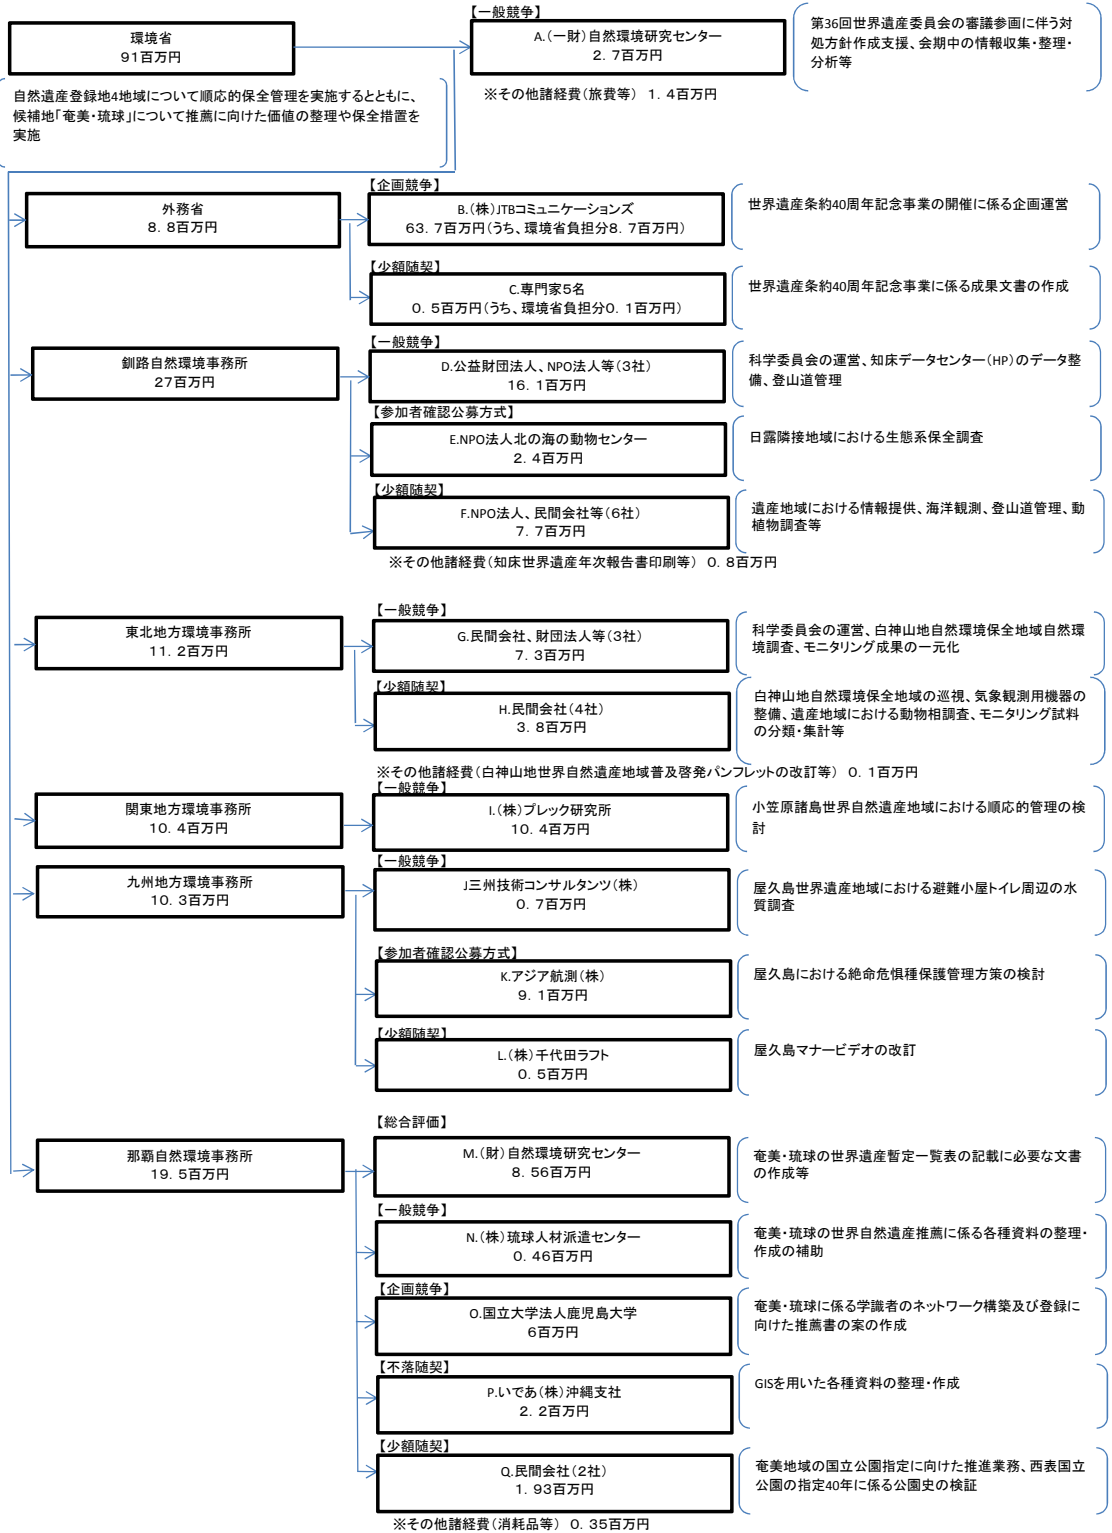 環境省
91百万円
自然遺産登録地4地域について順応的保全管理を実施するとともに、
候補地「奄美・琉球」について推薦に向けた価値の整理や保全措置を
実施
【一般競争】
A.(一財)自然環境研究センター
2.7百万円
※その他諸経費(旅費等) 1.4百万円
第36回世界遺産委員会の審議参画に伴う対
処方針作成支援、会期中の情報収集・整理・
分析等
外務省
8.8百万円
【企画競争】
B.(株)JTBコミュニケーションズ
63.7百万円(うち、環境省負担分8.7百万円)
世界遺産条約40周年記念事業の開催に係る企画運営
【少額随契】
C.専門家5名
0.5百万円(うち、環境省負担分0.1百万円)
世界遺産条約40周年記念事業に係る成果文書の作成
釧路自然環境事務所
27百万円
【一般競争】
D.公益財団法人、NPO法人等(3社)
16.1百万円
科学委員会の運営、知床データセンター(HP)のデータ整
備、登山道管理
【参加者確認公募方式】
E.NPO法人北の海の動物センター
2.4百万円
日露隣接地域における生態系保全調査
【少額随契】
F.NPO法人、民間会社等(6社)
7.7百万円
遺産地域における情報提供、海洋観測、登山道管理、動
植物調査等
※その他諸経費(知床世界遺産年次報告書印刷等) 0.8百万円
東北地方環境事務所
11.2百万円
【一般競争】
G.民間会社、財団法人等(3社)
7.3百万円
科学委員会の運営、白神山地自然環境保全地域自然環
境調査、モニタリング成果の一元化
【少額随契】
H.民間会社(4社)
3.8百万円
白神山地自然環境保全地域の巡視、気象観測用機器の
整備、遺産地域における動物相調査、モニタリング試料
の分類・集計等
※その他諸経費(白神山地世界自然遺産地域普及啓発パンフレットの改訂等) 0.1百万円
関東地方環境事務所
10.4百万円
【一般競争】
I.(株)プレック研究所
10.4百万円
小笠原諸島世界自然遺産地域における順応的管理の検
討
九州地方環境事務所
10.3百万円
【一般競争】
J三州技術コンサルタンツ(株)
0.7百万円
屋久島世界遺産地域における避難小屋トイレ周辺の水
質調査
【参加者確認公募方式】
K.アジア航測(株)
9.1百万円
屋久島における絶命危惧種保護管理方策の検討
【少額随契】
L.(株)千代田ラフト
0.5百万円
屋久島マナービデオの改訂
那覇自然環境事務所
19.5百万円
【総合評価】
M.(財)自然環境研究センター
8.56百万円
奄美・琉球の世界遺産暫定一覧表の記載に必要な文書
の作成等
【一般競争】
N.(株)琉球人材派遣センター
0.46百万円
奄美・琉球の世界自然遺産推薦に係る各種資料の整理・
作成の補助
【企画競争】
O.国立大学法人鹿児島大学
6百万円
奄美・琉球に係る学識者のネットワーク構築及び登録に
向けた推薦書の案の作成
【不落随契】
P.いであ(株)沖縄支社
2.2百万円
GISを用いた各種資料の整理・作成
【少額随契】
Q.民間会社(2社)
1.93百万円
奄美地域の国立公園指定に向けた推進業務、西表国立
公園の指定40年に係る公園史の検証
※その他諸経費(消耗品等) 0.35百万円